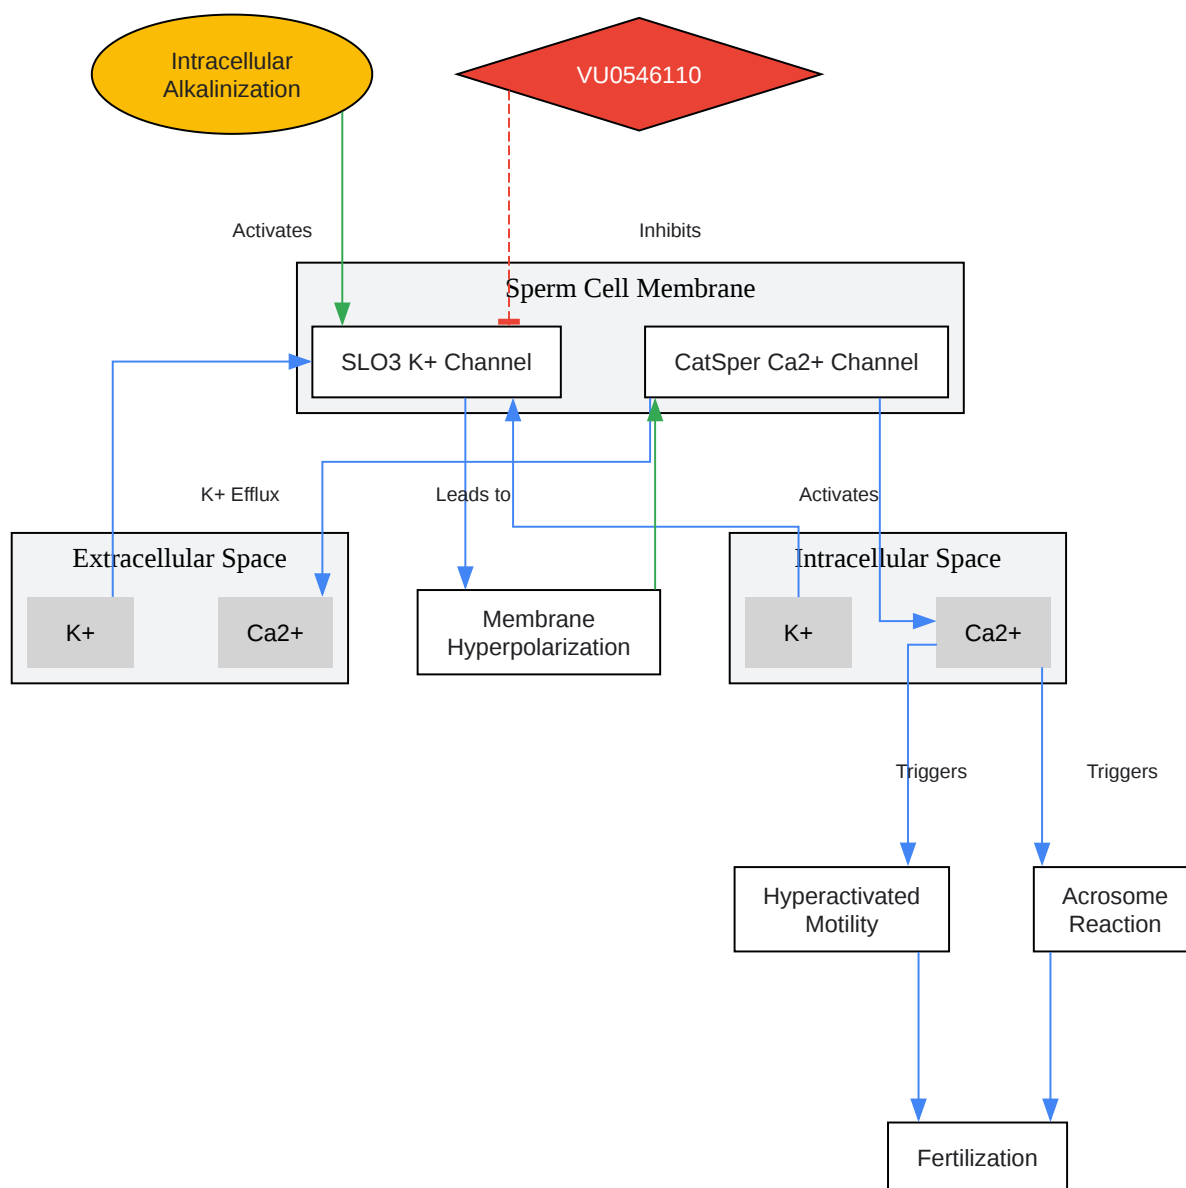 Intracellular
Alkalinization
VU0546110
Activates
Inhibits
Sperm Cell Membrane
SLO3 K+ Channel
CatSper Ca2+ Channel
K+ Efflux
Leads to
Activates
Extracellular Space
Intracellular Space
K+
Ca2+
Membrane
Hyperpolarization
K+
Ca2+
Triggers
Triggers
Hyperactivated
Motility
Acrosome
Reaction
Fertilization